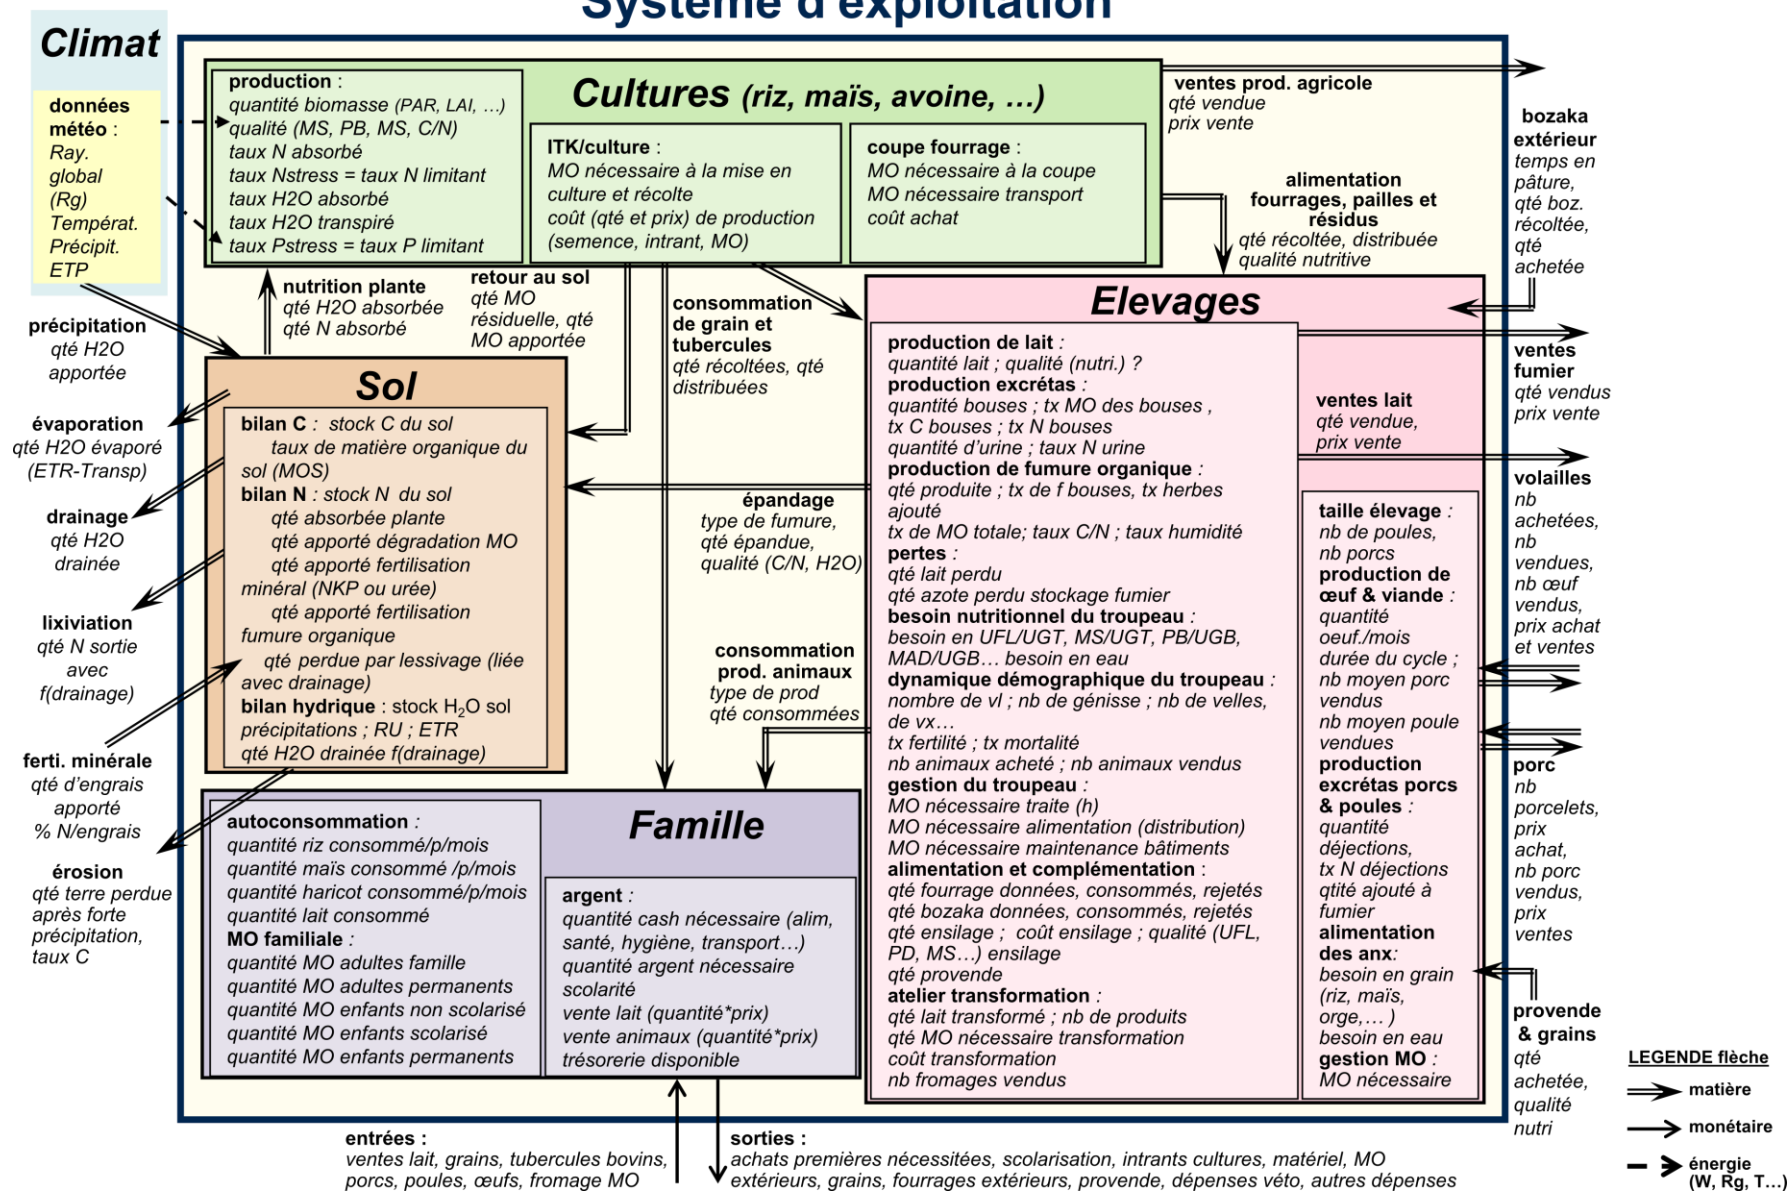 Système d'exploitation
Climat
données
météo :
Ray.
global
(Rg)
Températ.
Précipit.
ETP
production :
quantité biomasse (PAR, LAI, …)
qualité (MS, PB, MS, C/N)
taux N absorbé
taux Nstress = taux N limitant
taux H2O absorbé
taux H2O transpiré
taux Pstress = taux P limitant
Cultures (riz, maïs, avoine, …)
ITK/culture :
MO nécessaire à la mise en
culture et récolte
coût (qté et prix) de production
(semence, intrant, MO)
coupe fourrage :
MO nécessaire à la coupe
MO nécessaire transport
coût achat
ventes prod. agricole
qté vendue
prix vente
bozaka
extérieur
temps en
pâture,
qté boz.
récoltée,
qté
achetée
alimentation
fourrages, pailles et
résidus
qté récoltée, distribuée
qualité nutritive
nutrition plante
qté H2O absorbée
qté N absorbé
retour au sol
qté MO
résiduelle, qté
MO apportée
consommation
de grain et
tubercules
qté récoltées, qté
distribuées
précipitation
qté H2O
apportée
évaporation
qté H2O évaporé
(ETR-Transp)
drainage
qté H2O
drainée
lixiviation
qté N sortie
avec
f(drainage)
ferti. minérale
qté d'engrais
apporté
% N/engrais
érosion
qté terre perdue
après forte
précipitation,
taux C
Sol
bilan C : stock C du sol
taux de matière organique du
sol (MOS)
bilan N : stock N du sol
qté absorbée plante
qté apporté dégradation MO
qté apporté fertilisation
minéral (NKP ou urée)
qté apporté fertilisation
fumure organique
qté perdue par lessivage (liée
avec drainage)
bilan hydrique : stock H2O sol
précipitations ; RU ; ETR
qté H2O drainée f(drainage)
épandage
type de fumure,
qté épandue,
qualité (C/N, H2O)
consommation
prod. animaux
type de prod
qté consommées
Elevages
production de lait :
quantité lait ; qualité (nutri.) ?
production excrétas :
quantité bouses ; tx MO des bouses ,
tx C bouses ; tx N bouses
quantité d'urine ; taux N urine
production de fumure organique :
qté produite ; tx de f bouses, tx herbes
ajouté
tx de MO totale; taux C/N ; taux humidité
pertes :
qté lait perdu
qté azote perdu stockage fumier
besoin nutritionnel du troupeau :
besoin en UFL/UGT, MS/UGT, PB/UGB,
MAD/UGB… besoin en eau
dynamique démographique du troupeau :
nombre de vl ; nb de génisse ; nb de velles,
de vx…
tx fertilité ; tx mortalité
nb animaux acheté ; nb animaux vendus
gestion du troupeau :
MO nécessaire traite (h)
MO nécessaire alimentation (distribution)
MO nécessaire maintenance bâtiments
alimentation et complémentation :
qté fourrage données, consommés, rejetés
qté bozaka données, consommés, rejetés
qté ensilage ; coût ensilage ; qualité (UFL,
PD, MS…) ensilage
qté provende
atelier transformation :
qté lait transformé ; nb de produits
qté MO nécessaire transformation
coût transformation
nb fromages vendus
ventes lait
qté vendue,
prix vente
taille élevage :
nb de poules,
nb porcs
production de
œuf & viande :
quantité
oeuf./mois
durée du cycle ;
nb moyen porc
vendus
nb moyen poule
vendues
production
excrétas porcs
& poules :
quantité
déjections,
tx N déjections
qtité ajouté à
fumier
alimentation
des anx:
besoin en grain
(riz, maïs,
orge,… )
besoin en eau
gestion MO :
MO nécessaire
ventes
fumier
qté vendus
prix vente
volailles
nb
achetées,
nb
vendues,
nb œuf
vendus,
prix achat
et ventes
porc
nb
porcelets,
prix
achat,
nb porc
vendus,
prix
ventes
provende
& grains
qté
achetée,
qualité
nutri
Famille
autoconsommation :
quantité riz consommé/p/mois
quantité maïs consommé /p/mois
quantité haricot consommé/p/mois
quantité lait consommé
MO familiale :
quantité MO adultes famille
quantité MO adultes permanents
quantité MO enfants non scolarisé
quantité MO enfants scolarisé
quantité MO enfants permanents
argent :
quantité cash nécessaire (alim,
santé, hygiène, transport…)
quantité argent nécessaire
scolarité
vente lait (quantité*prix)
vente animaux (quantité*prix)
trésorerie disponible
entrées :
ventes lait, grains, tubercules bovins,
porcs, poules, œufs, fromage MO
sorties :
achats premières nécessitées, scolarisation, intrants cultures, matériel, MO
extérieurs, grains, fourrages extérieurs, provende, dépenses véto, autres dépenses
LEGENDE flèche
matière
monétaire
énergie
(W, Rg, T…)